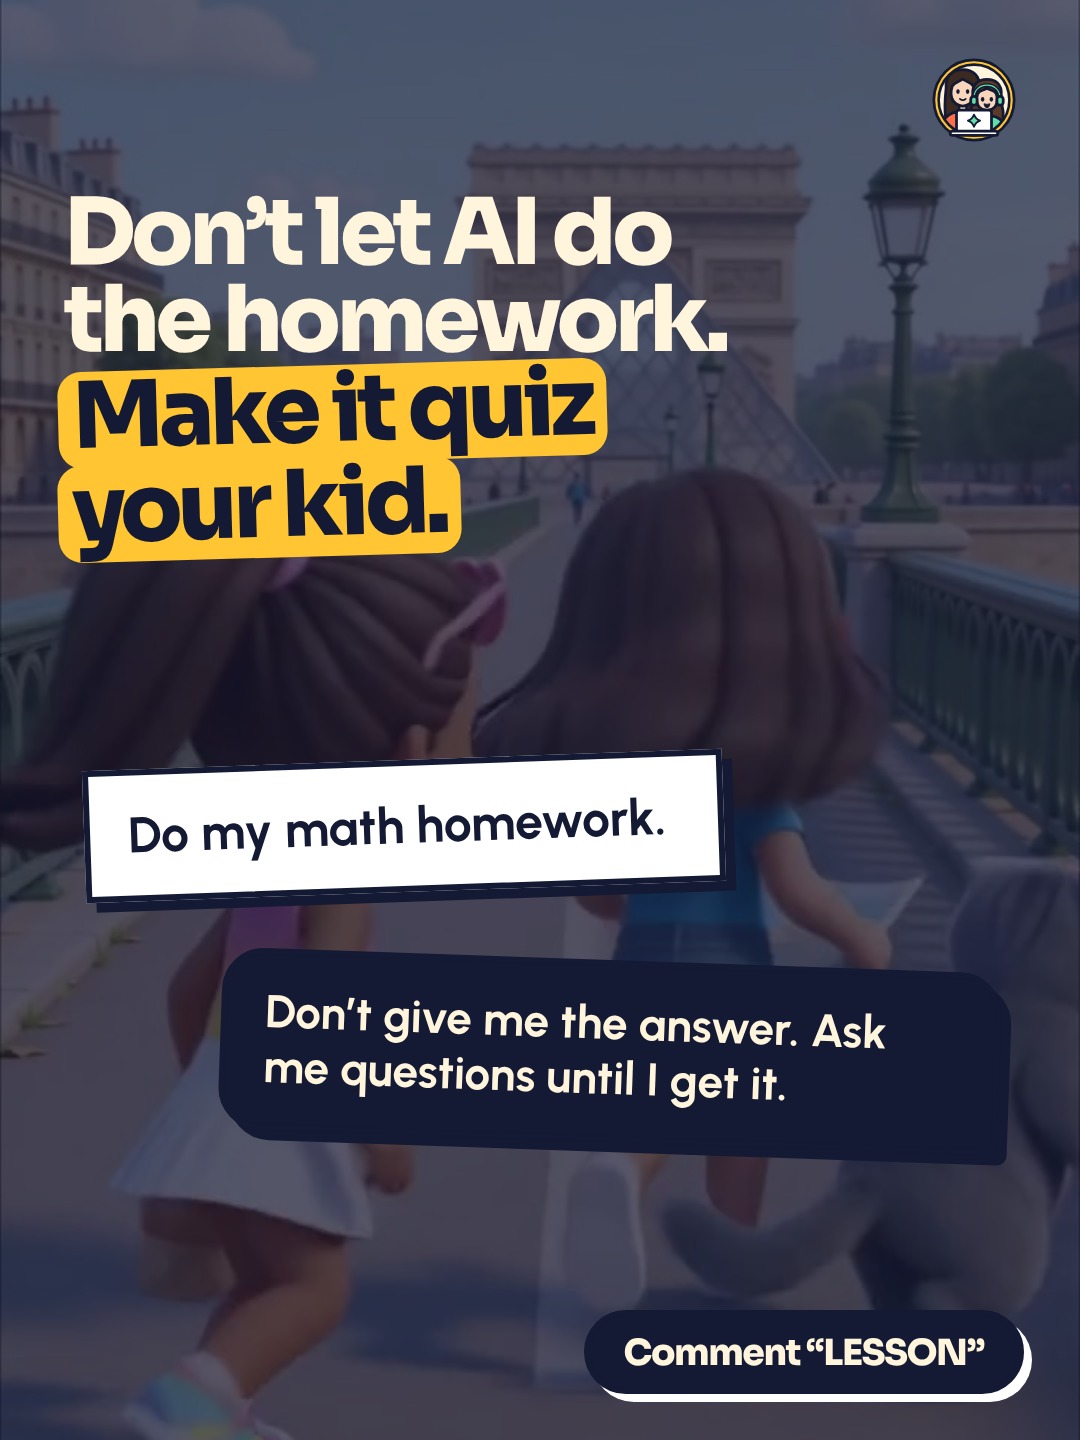 Don’t let AI do
the homework.
Make it quiz
your kid.
Do my math homework.
Don’t give me the answer. Ask
me questions until I get it.
Comment “LESSON”